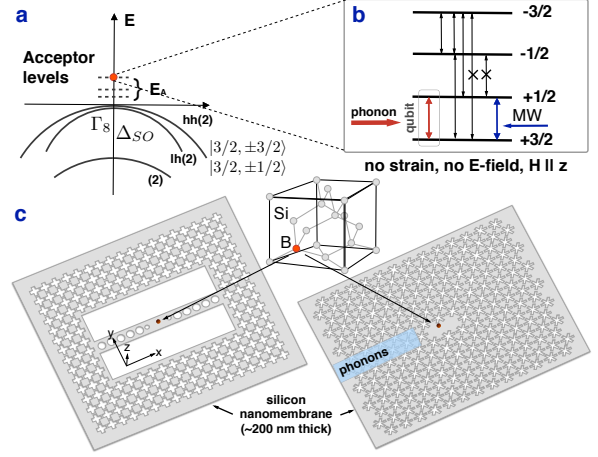 a
E
Acceptor
levels
E_A
Γ₈
Δ_SO
hh(2)
lh(2)
(2)
|3/2, ±3/2⟩
|3/2, ±1/2⟩
b
-3/2
-1/2
+1/2
+3/2
phonon
qubit
MW
no strain, no E-field, H || z
c
Si
B
y
z
x
phonons
silicon
nanomembrane
(~200 nm thick)